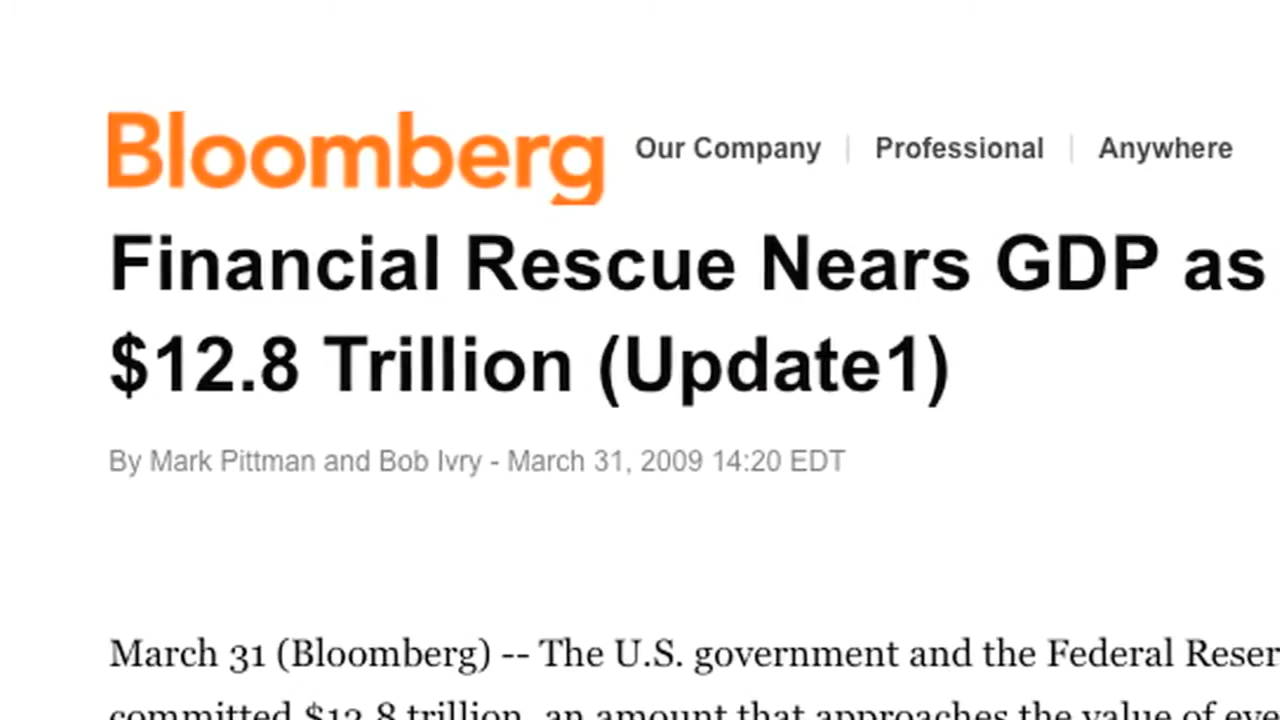 Bloomberg Our Company | Professional | Anywhere
Financial Rescue Nears GDP as
$12.8 Trillion (Update1)
By Mark Pittman and Bob Ivry - March 31, 2009 14:20 EDT
March 31 (Bloomberg) -- The U.S. government and the Federal Reser
committed $12.8 trillion, an amount that approaches the value of eve